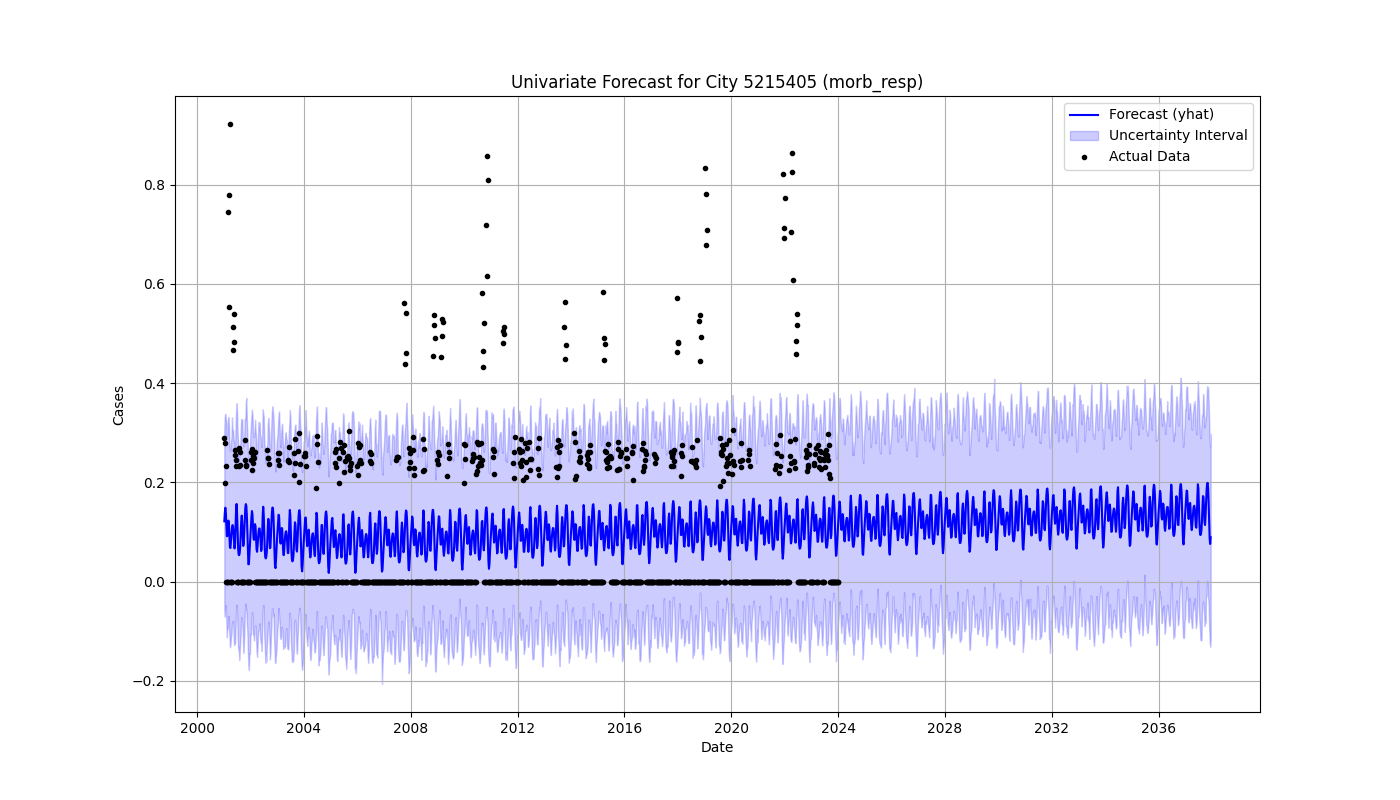 Univariate Forecast for City 5215405 (morb_resp)
Forecast (yhat)
Uncertainty Interval
Actual Data
Cases
0.8
0.6
0.4
0.2
0.0
−0.2
2000 2004 2008 2012 2016 2020 2024 2028 2032 2036
Date